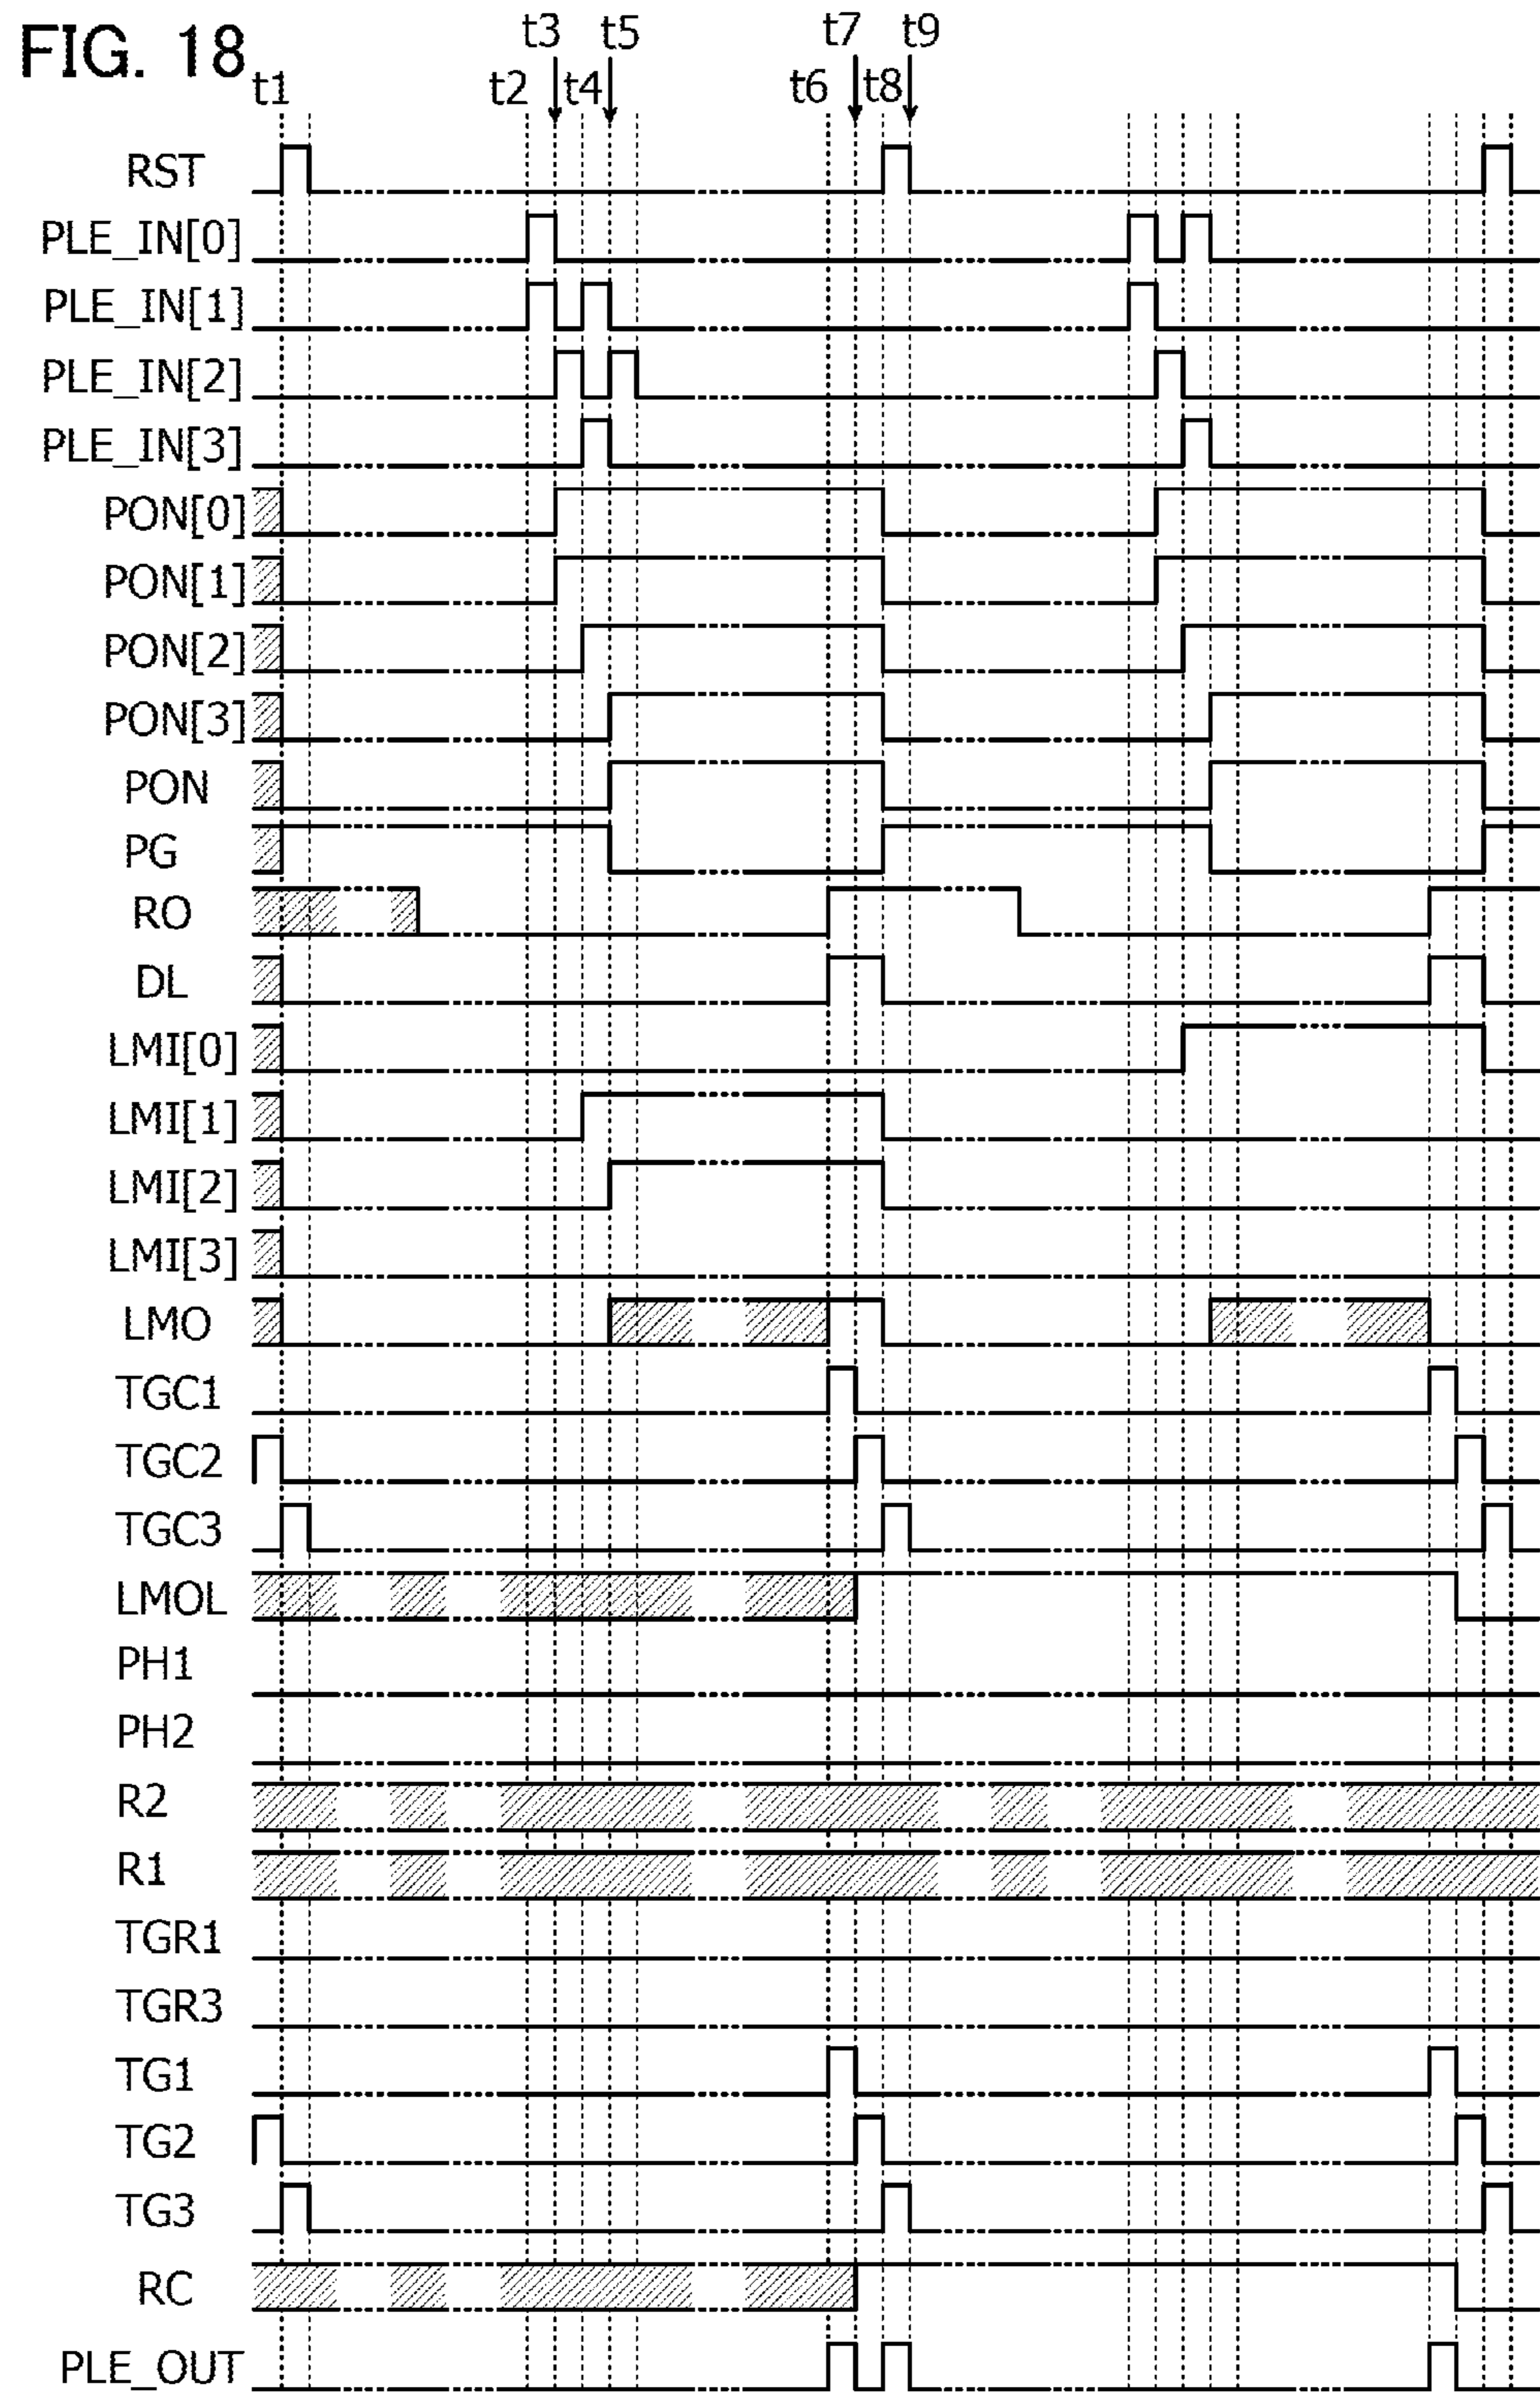 FIG. 18
t1
t2
t3
t4
t5
t6
t7
t8
t9
RST
PLE_IN[0]
PLE_IN[1]
PLE_IN[2]
PLE_IN[3]
PON[0]
PON[1]
PON[2]
PON[3]
PON
PG
RO
DL
LMI[0]
LMI[1]
LMI[2]
LMI[3]
LMO
TGC1
TGC2
TGC3
LMOL
PH1
PH2
R2
R1
TGR1
TGR3
TG1
TG2
TG3
RC
PLE_OUT